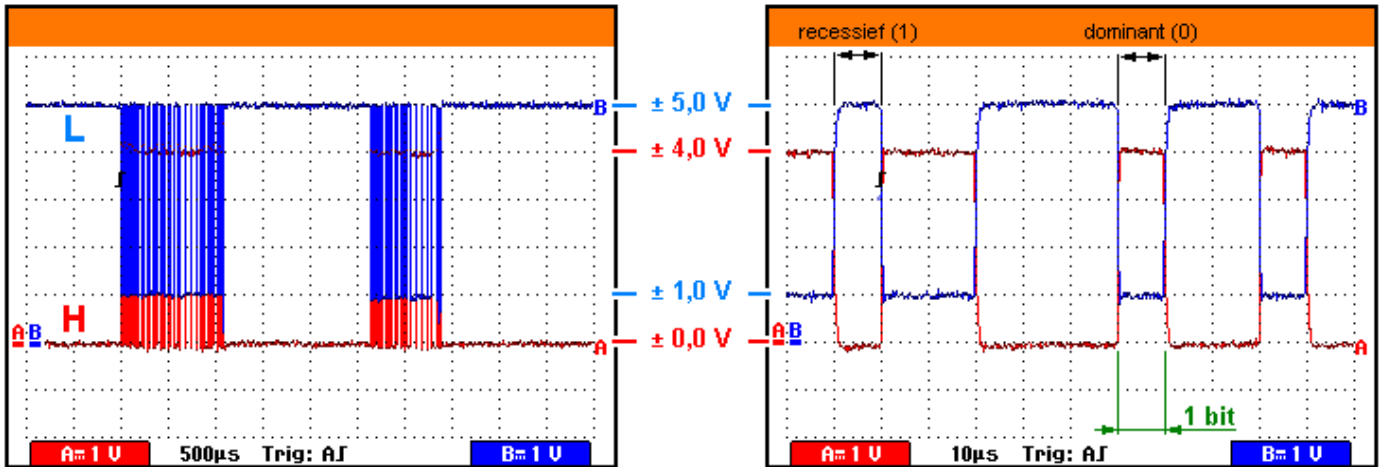 recessief (1) dominant (0)
B ± 5,0 V B
L
± 4,0 V
± 1,0 V
H
A B ± 0,0 V A B
A A
1 bit
A= 1 V 500µs Trig: A∫ B= 1 V A= 1 V 10µs Trig: A∫ B= 1 V